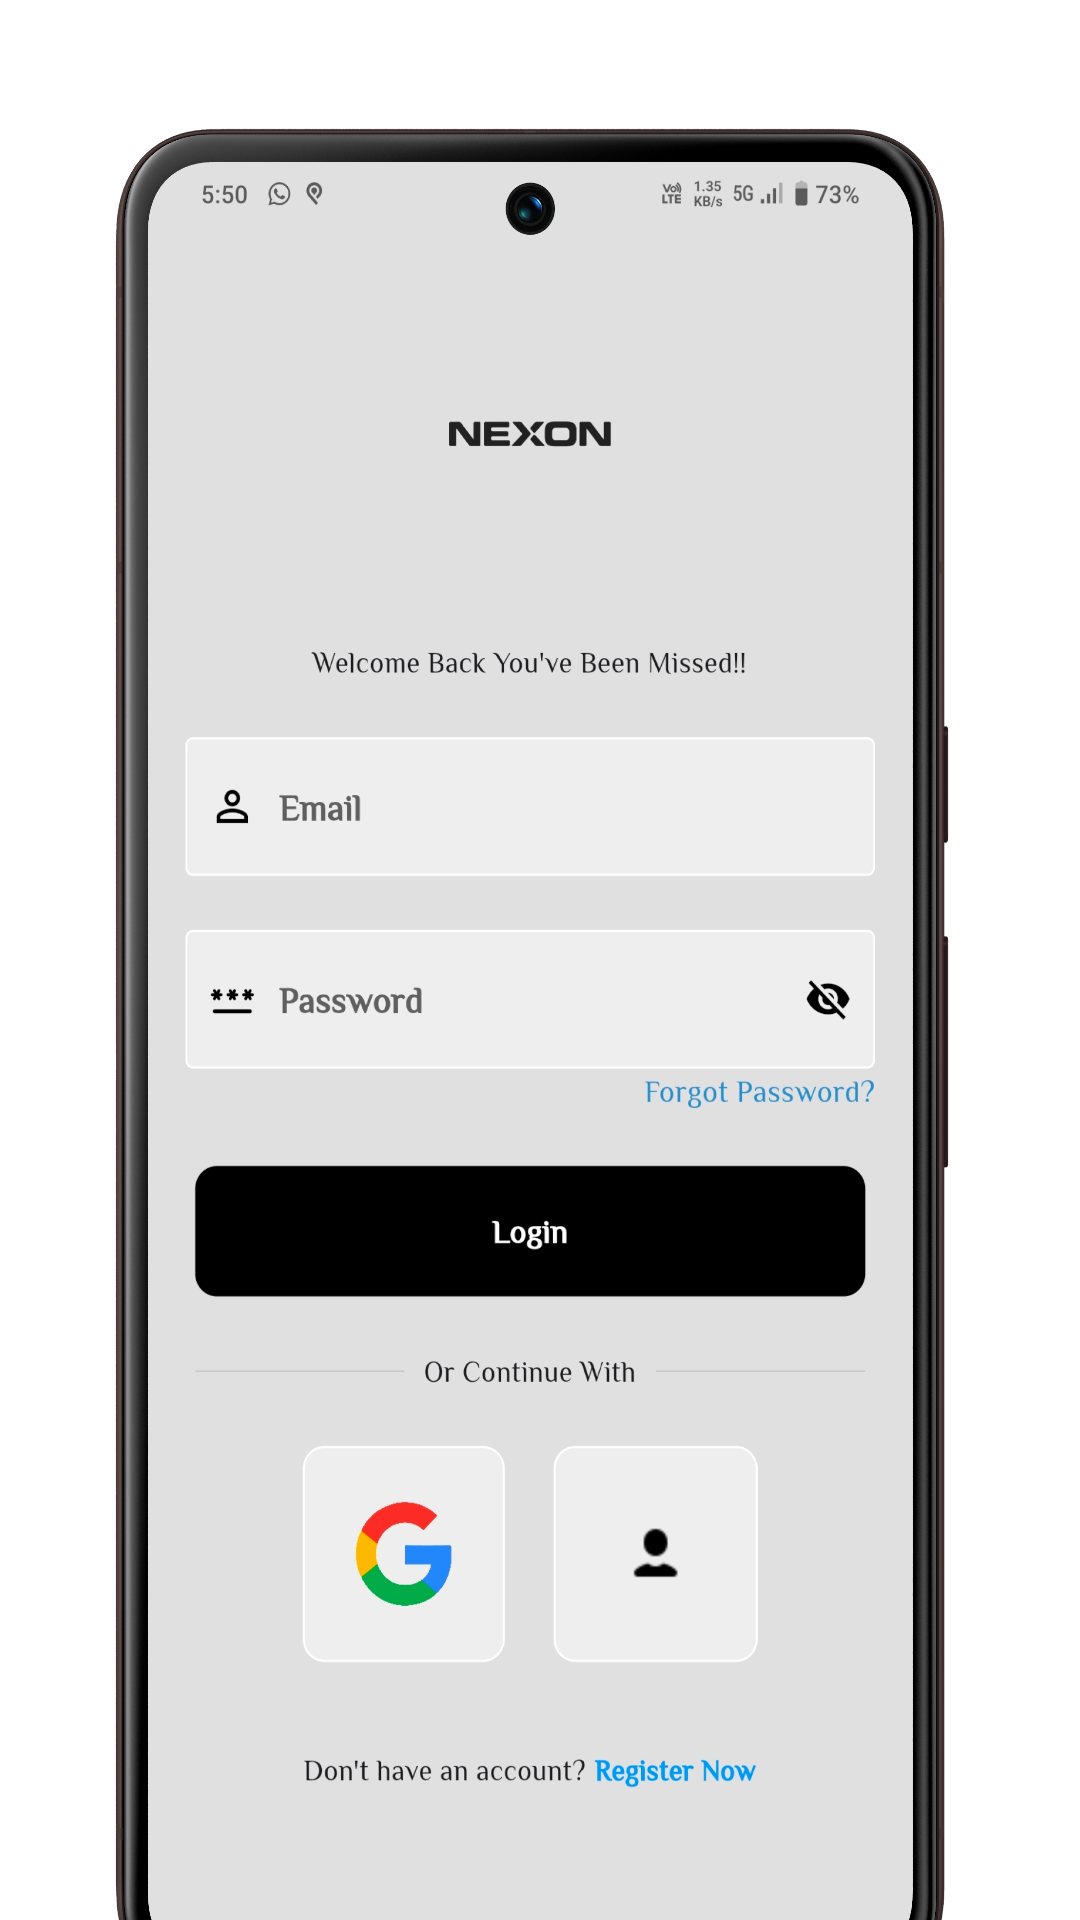 5:50 Vo) LTE 1.35 KB/s 5G 73%
NEXON
Welcome Back You've Been Missed!!
Email
*** Password
Forgot Password?
Login
Or Continue With
G
Don't have an account? Register Now